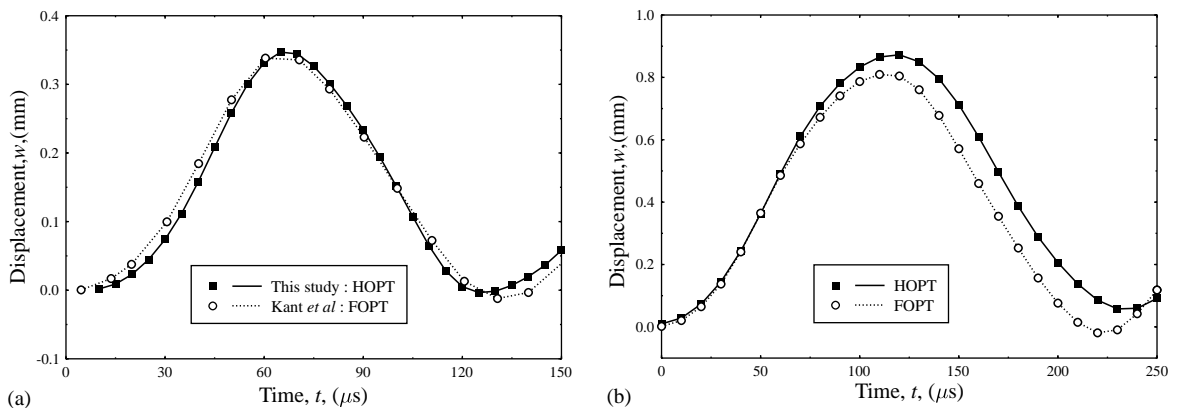 0.4
0.3
0.2
0.1
0.0
-0.1
Displacement,w,(mm)
This study : HOPT
Kant et al : FOPT
0 30 60 90 120 150
Time, t, (μs)
(a)
1.0
0.8
0.6
0.4
0.2
0.0
Displacement,w,(mm)
HOPT
FOPT
0 50 100 150 200 250
Time, t, (μs)
(b)